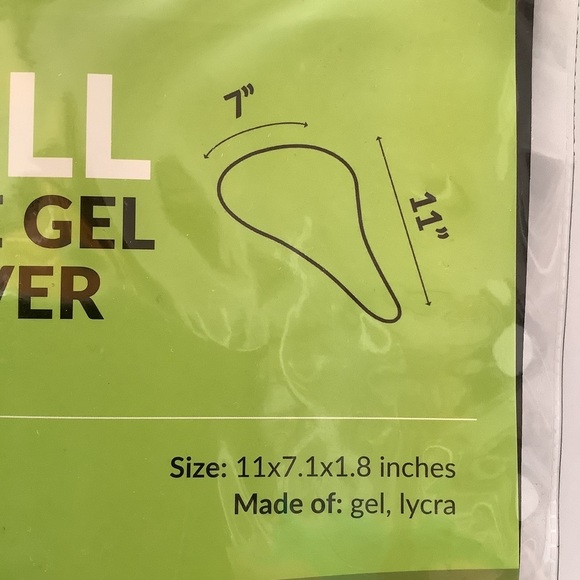 7”
LL
11”
GEL
VER
Size: 11x7.1x1.8 inches
Made of: gel, lycra